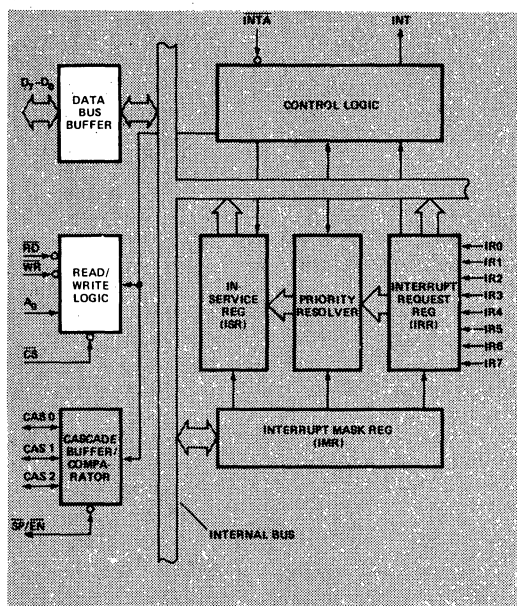 INTA
INT
D₇–D₀
DATA
BUS
BUFFER
CONTROL LOGIC
RD
WR
A₀
CS
READ/
WRITE
LOGIC
IN-
SERVICE
REG
(ISR)
PRIORITY
RESOLVER
INTERRUPT
REQUEST
REG
(IRR)
IR0
IR1
IR2
IR3
IR4
IR5
IR6
IR7
CAS 0
CAS 1
CAS 2
SP/EN
CASCADE
BUFFER/
COMPA-
RATOR
INTERRUPT MASK REG
(IMR)
INTERNAL BUS